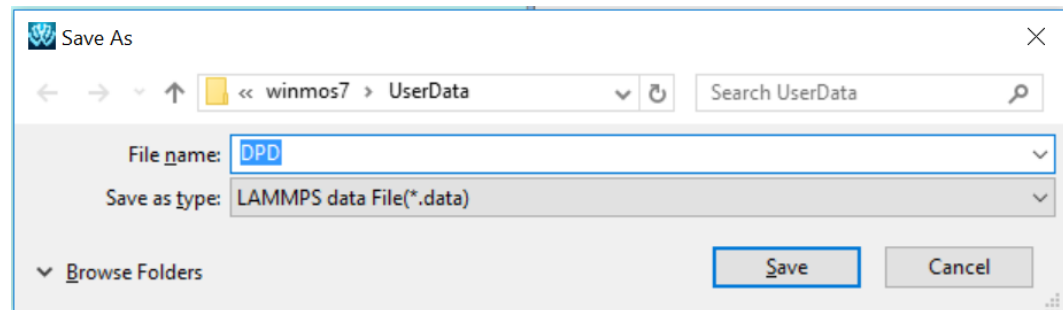 Save As
« winmos7 > UserData
Search UserData
File name: DPD
Save as type: LAMMPS data File(*.data)
Browse Folders
Save
Cancel